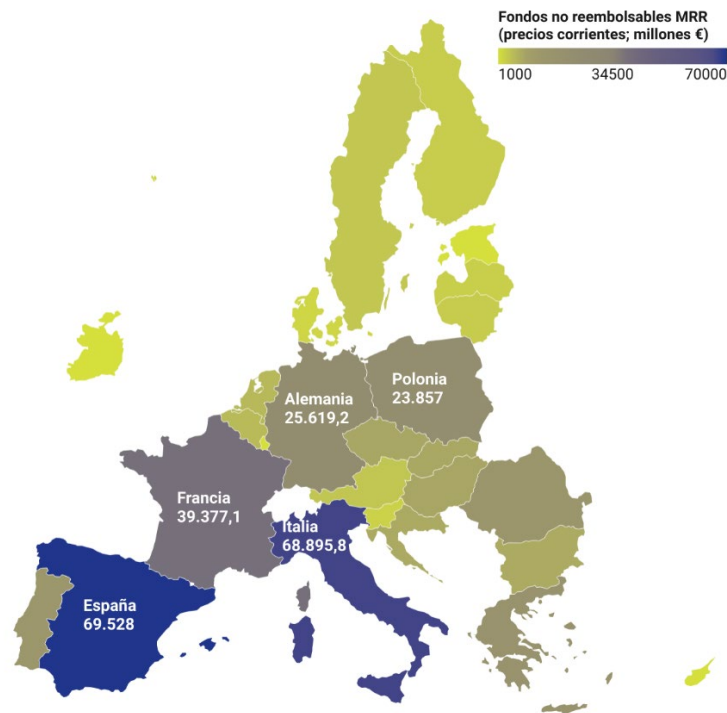 Fondos no reembolsables MRR
(precios corrientes; millones €)
1000 34500 70000
Polonia
23.857
Alemania
25.619,2
Francia
39.377,1
Italia
68.895,8
España
69.528